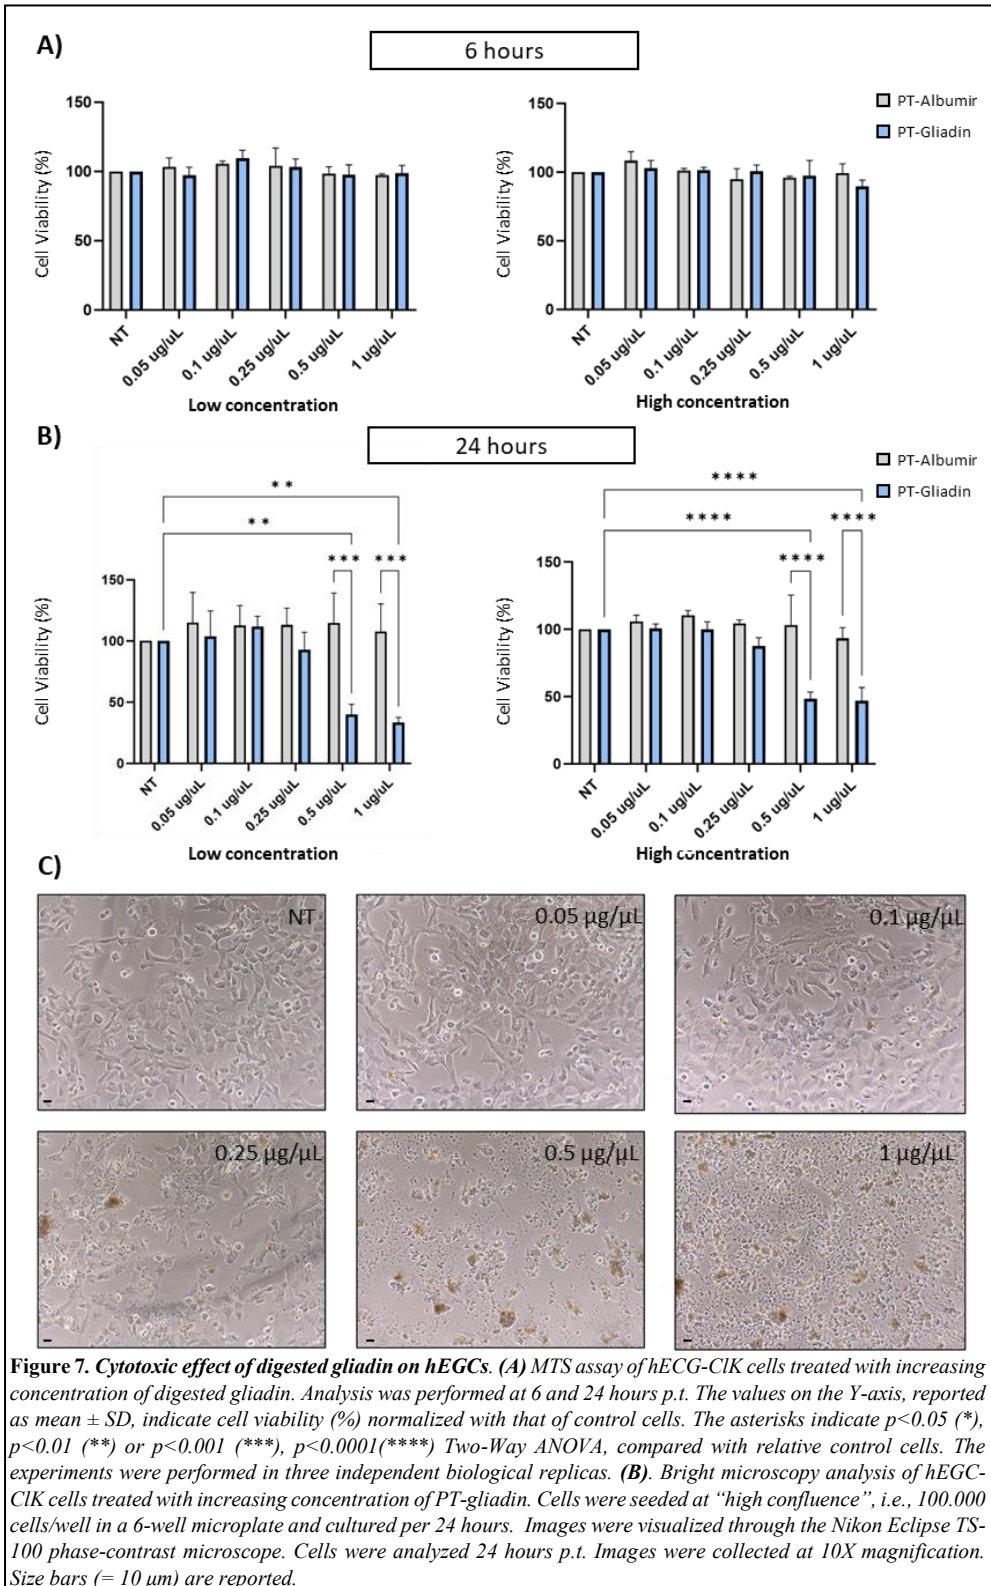 A)
6 hours
PT-Albumir
PT-Gliadin
Cell Viability (%)
150
100
50
0
NT
0.05 ug/uL
0.1 ug/uL
0.25 ug/uL
0.5 ug/uL
1 ug/uL
Low concentration
Cell Viability (%)
150
100
50
0
NT
0.05 ug/uL
0.1 ug/uL
0.25 ug/uL
0.5 ug/uL
1 ug/uL
High concentration
B)
24 hours
PT-Albumir
PT-Gliadin
**
**
*** ***
Cell Viability (%)
150
100
50
0
NT
0.05 ug/uL
0.1 ug/uL
0.25 ug/uL
0.5 ug/uL
1 ug/uL
Low concentration
****
****
****
****
Cell Viability (%)
150
100
50
0
NT
0.05 ug/uL
0.1 ug/uL
0.25 ug/uL
0.5 ug/uL
1 ug/uL
High concentration
C)
NT
0.05 µg/µL
0.1 µg/µL
0.25 µg/µL
0.5 µg/µL
1 µg/µL
Figure 7. Cytotoxic effect of digested gliadin on hEGCs. (A) MTS assay of hECG-ClK cells treated with increasing
concentration of digested gliadin. Analysis was performed at 6 and 24 hours p.t. The values on the Y-axis, reported
as mean ± SD, indicate cell viability (%) normalized with that of control cells. The asterisks indicate p<0.05 (*),
p<0.01 (**) or p<0.001 (***), p<0.0001(****) Two-Way ANOVA, compared with relative control cells. The
experiments were performed in three independent biological replicas. (B). Bright microscopy analysis of hEGC-
ClK cells treated with increasing concentration of PT-gliadin. Cells were seeded at “high confluence”, i.e., 100.000
cells/well in a 6-well microplate and cultured per 24 hours. Images were visualized through the Nikon Eclipse TS-
100 phase-contrast microscope. Cells were analyzed 24 hours p.t. Images were collected at 10X magnification.
Size bars (= 10 µm) are reported.